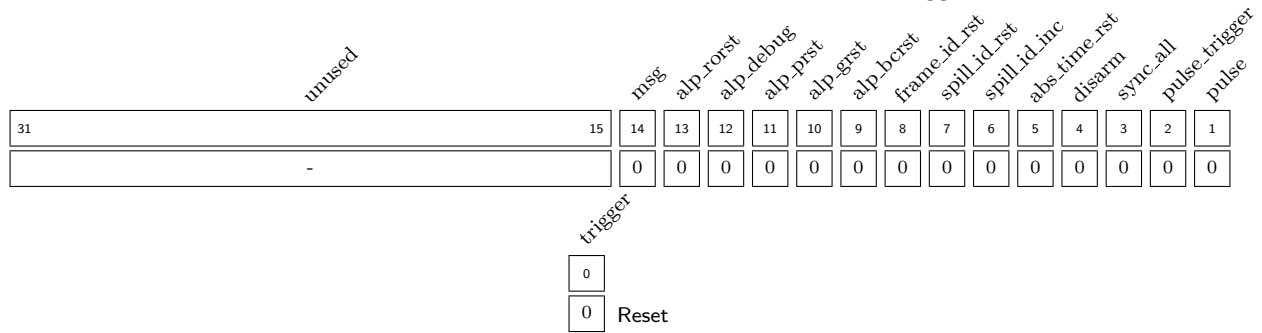 unused msg alp_rorst alp_debug alp_prst alp_grst alp_bcrst frame_id_rst spill_id_rst spill_id_inc abs_time_rst disarm sync_all pulse_trigger pulse
31 15 14 13 12 11 10 9 8 7 6 5 4 3 2 1
- 0 0 0 0 0 0 0 0 0 0 0 0 0 0
trigger
0
0 Reset